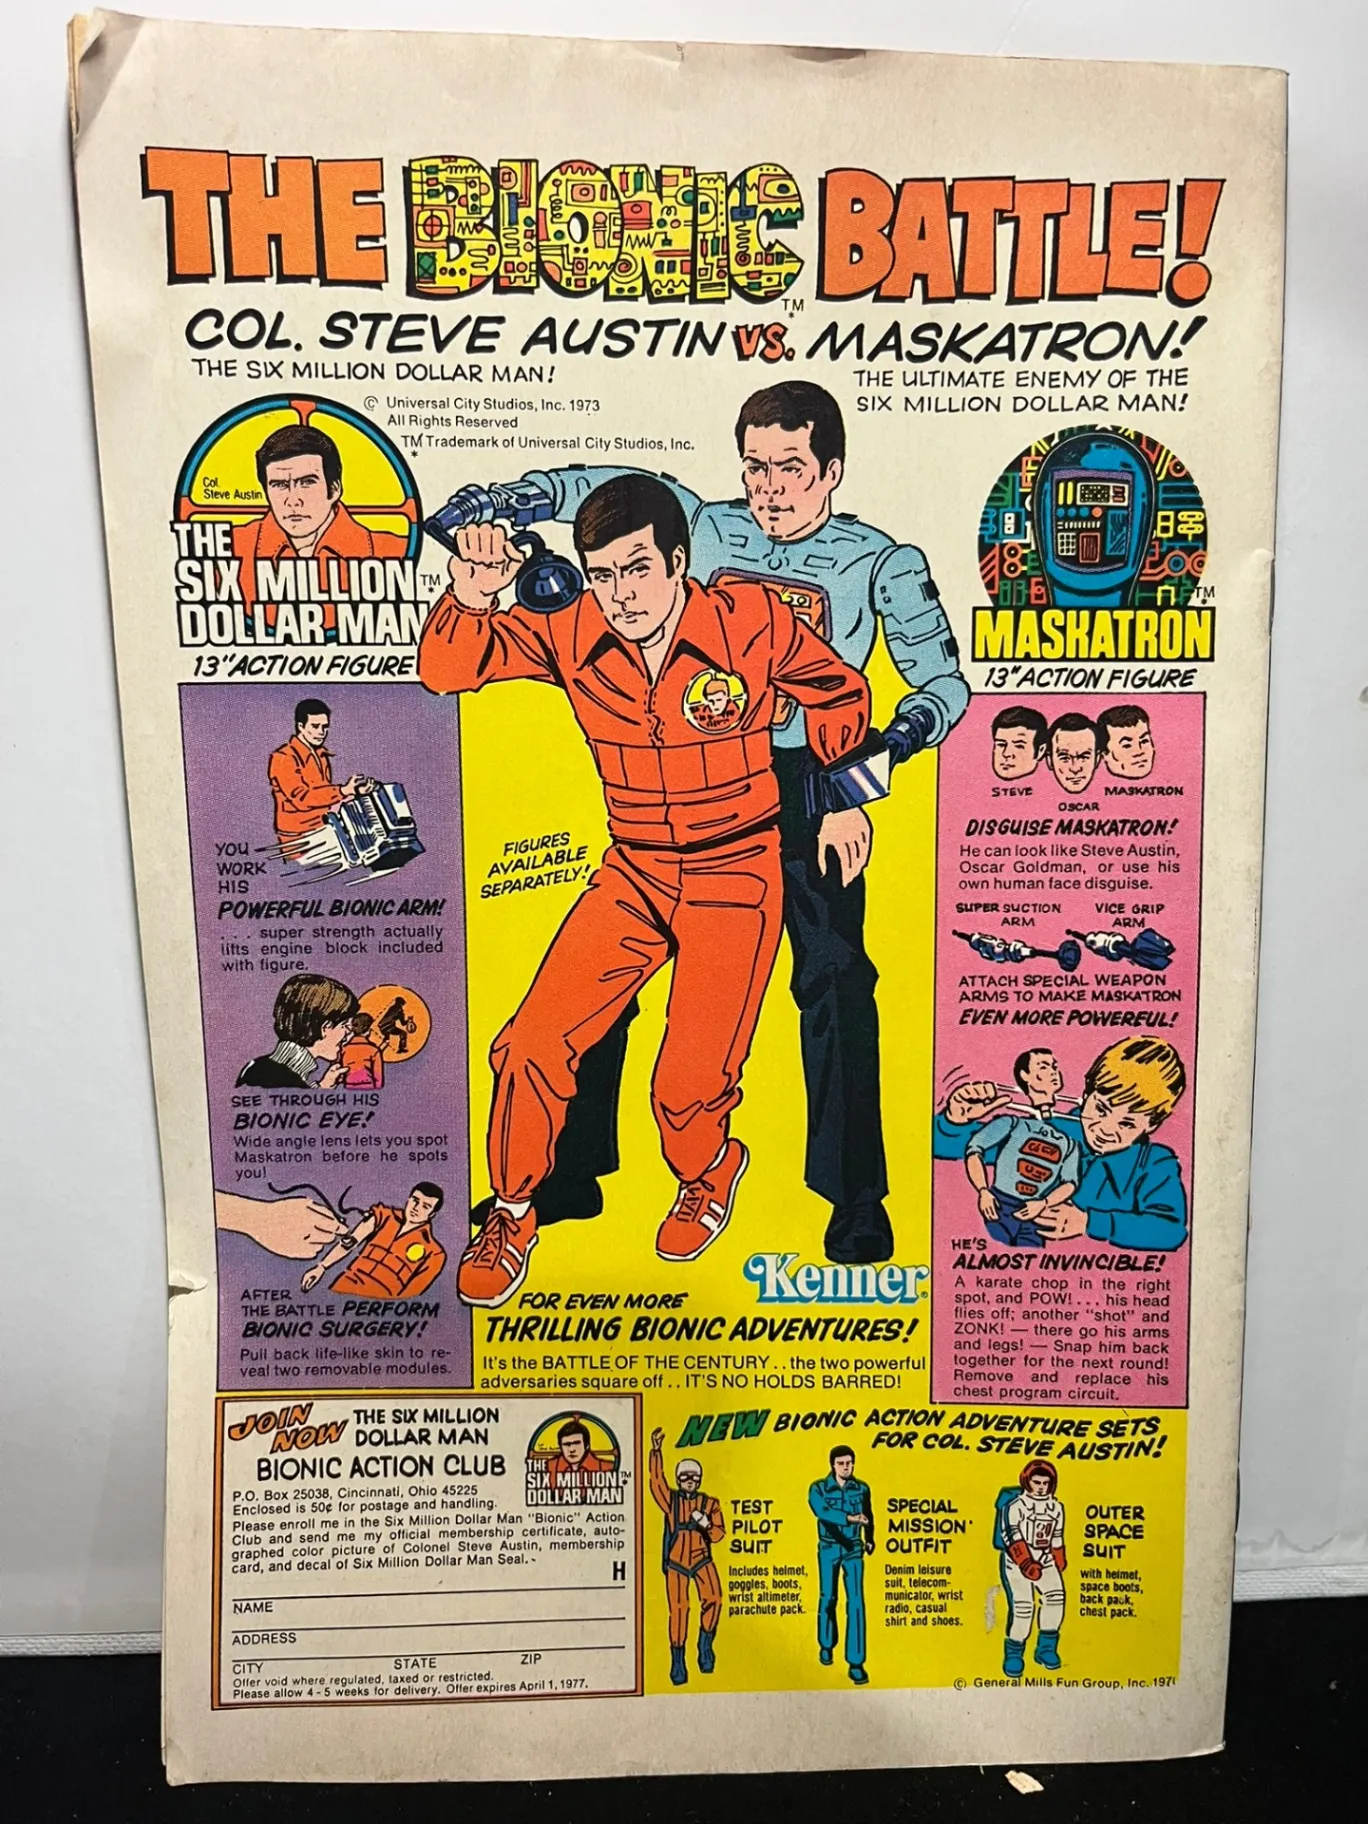 THE BIONIC BATTLE!
TM
*
COL. STEVE AUSTIN VS. MASKATRON!
THE SIX MILLION DOLLAR MAN!
THE ULTIMATE ENEMY OF THE
SIX MILLION DOLLAR MAN!
© Universal City Studios, Inc. 1973
All Rights Reserved
TM Trademark of Universal City Studios, Inc.
*
Col.
Steve Austin
THE
SIX MILLION
DOLLAR MAN
TM
*
13" ACTION FIGURE
MASKATRON
TM
13" ACTION FIGURE
YOU
WORK
HIS
POWERFUL BIONIC ARM!
. . . super strength actually
lifts engine block included
with figure.
SEE THROUGH HIS
BIONIC EYE!
Wide angle lens lets you spot
Maskatron before he spots
you!
AFTER
THE BATTLE PERFORM
BIONIC SURGERY!
Pull back life-like skin to re-
veal two removable modules.
FIGURES
AVAILABLE
SEPARATELY!
Kenner®
FOR EVEN MORE
THRILLING BIONIC ADVENTURES!
It's the BATTLE OF THE CENTURY . . the two powerful
adversaries square off . . IT'S NO HOLDS BARRED!
STEVE
OSCAR
MASKATRON
DISGUISE MASKATRON!
He can look like Steve Austin,
Oscar Goldman, or use his
own human face disguise.
SUPER SUCTION
ARM
VICE GRIP
ARM
ATTACH SPECIAL WEAPON
ARMS TO MAKE MASKATRON
EVEN MORE POWERFUL!
HE'S
ALMOST INVINCIBLE!
A karate chop in the right
spot, and POW! . . . his head
flies off; another "shot" and
ZONK! — there go his arms
and legs! — Snap him back
together for the next round!
Remove and replace his
chest program circuit.
JOIN
NOW
THE SIX MILLION
DOLLAR MAN
BIONIC ACTION CLUB
THE
SIX MILLION
DOLLAR MAN
TM
*
P.O. Box 25038, Cincinnati, Ohio 45225
Enclosed is 50¢ for postage and handling.
Please enroll me in the Six Million Dollar Man "Bionic" Action
Club and send me my official membership certificate, auto-
graphed color picture of Colonel Steve Austin, membership
card, and decal of Six Million Dollar Man Seal.
H
NAME
ADDRESS
CITY STATE ZIP
Offer void where regulated, taxed or restricted.
Please allow 4 - 5 weeks for delivery. Offer expires April 1, 1977.
NEW BIONIC ACTION ADVENTURE SETS
FOR COL. STEVE AUSTIN!
TEST
PILOT
SUIT
Includes helmet,
goggles, boots,
wrist altimeter,
parachute pack.
SPECIAL
MISSION
OUTFIT
Denim leisure
suit, telecom-
municator, wrist
radio, casual
shirt and shoes.
OUTER
SPACE
SUIT
with helmet,
space boots,
back pack,
chest pack.
© General Mills Fun Group, Inc.